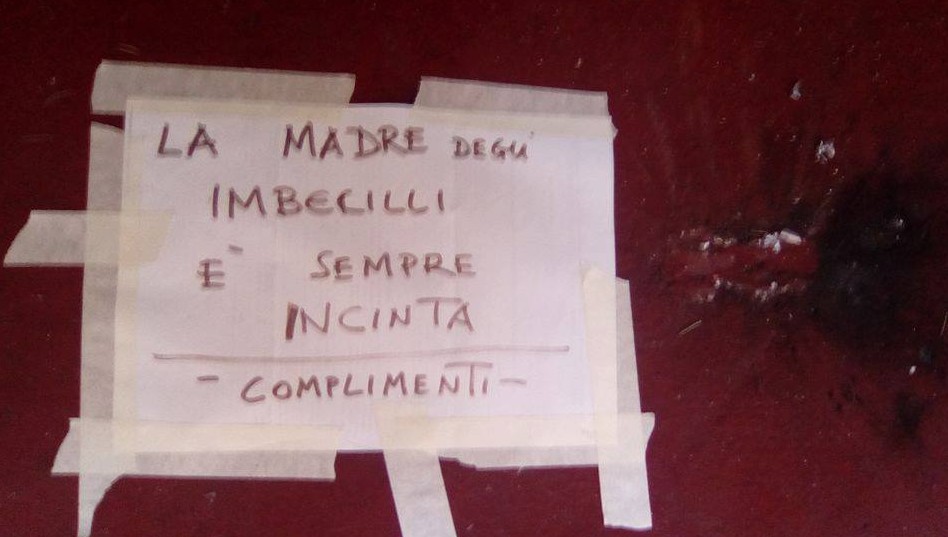 LA MADRE DEGLI
IMBECILLI
E` SEMPRE
INCINTA
- COMPLIMENTI -